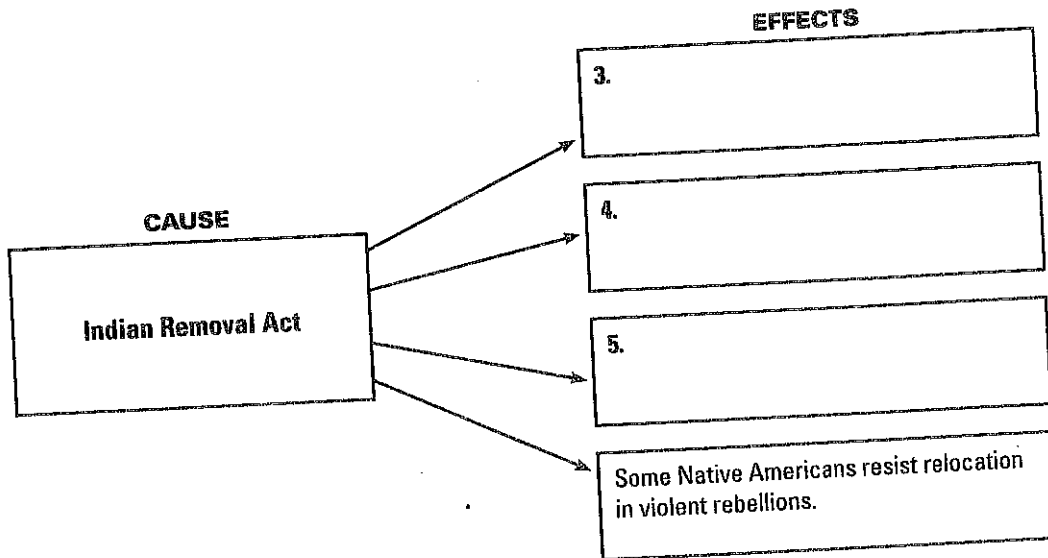 EFFECTS
3.
4.
CAUSE
Indian Removal Act
5.
Some Native Americans resist relocation
in violent rebellions.